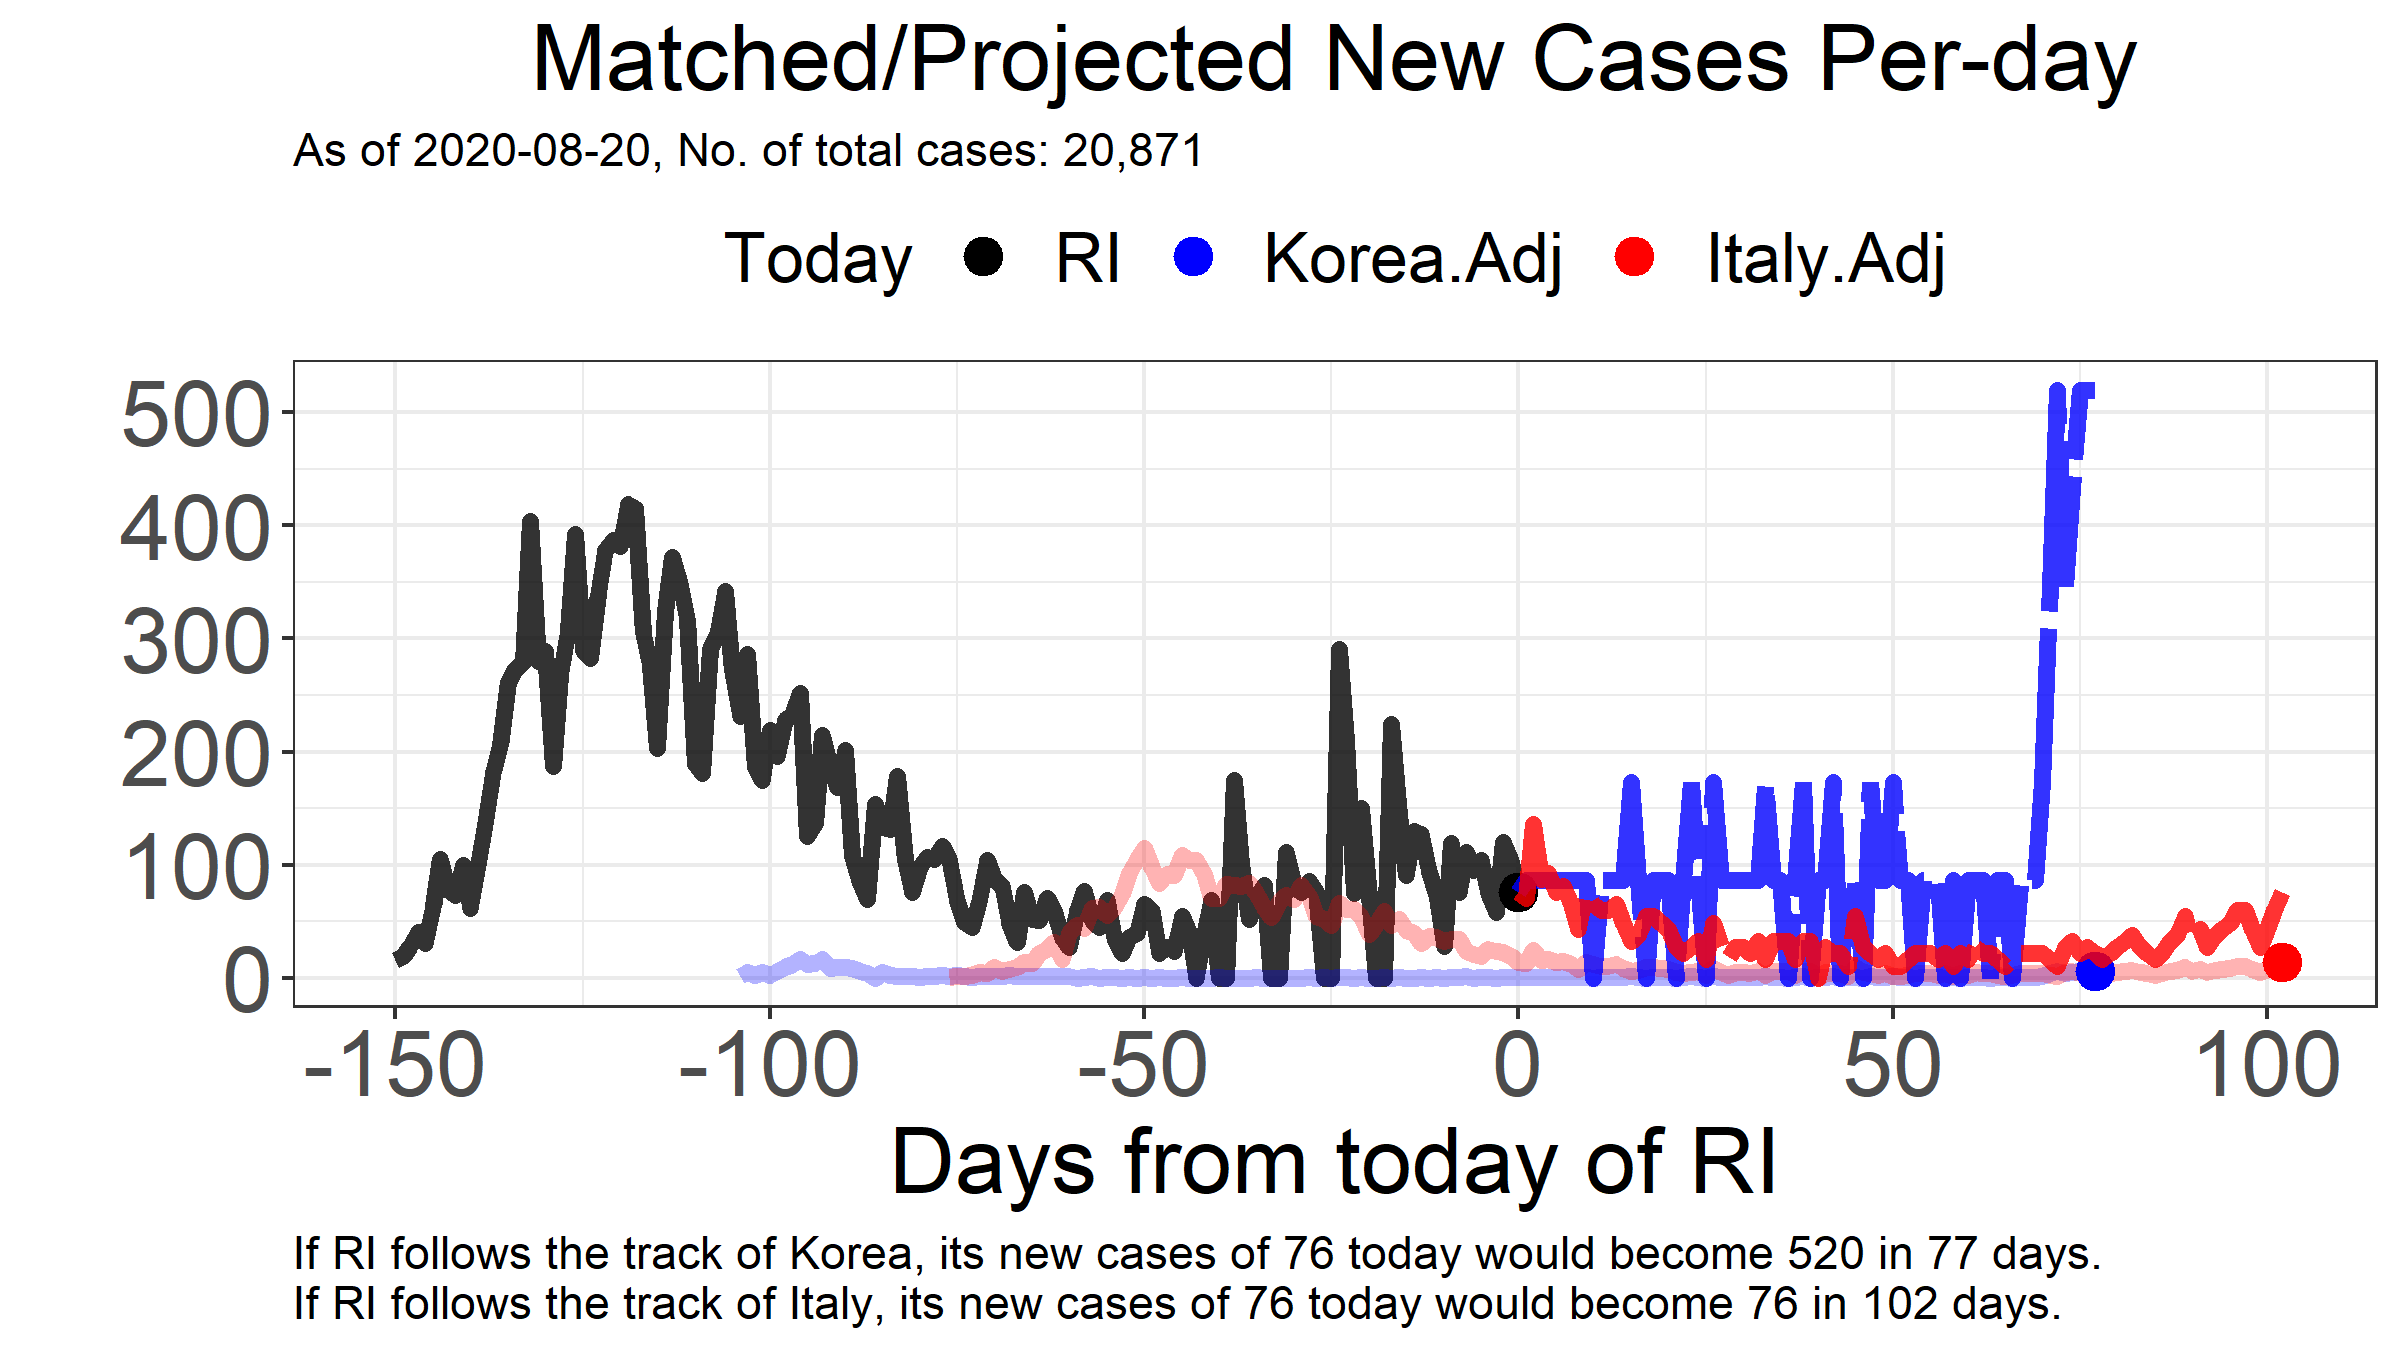 Matched/Projected New Cases Per-day
As of 2020-08-20, No. of total cases: 20,871
Today RI Korea.Adj Italy.Adj
500
400
300
200
100
0
-150 -100 -50 0 50 100
Days from today of RI
If RI follows the track of Korea, its new cases of 76 today would become 520 in 77 days.
If RI follows the track of Italy, its new cases of 76 today would become 76 in 102 days.